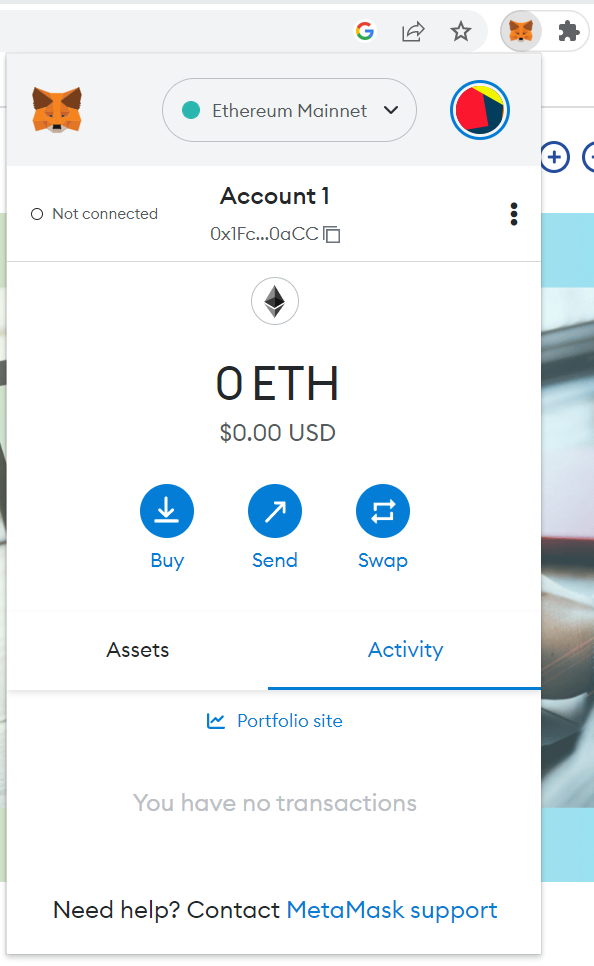 Ethereum Mainnet
Account 1
Not connected
0x1Fc...0aCC
0 ETH
$0.00 USD
Buy
Send
Swap
Assets
Activity
Portfolio site
You have no transactions
Need help? Contact MetaMask support